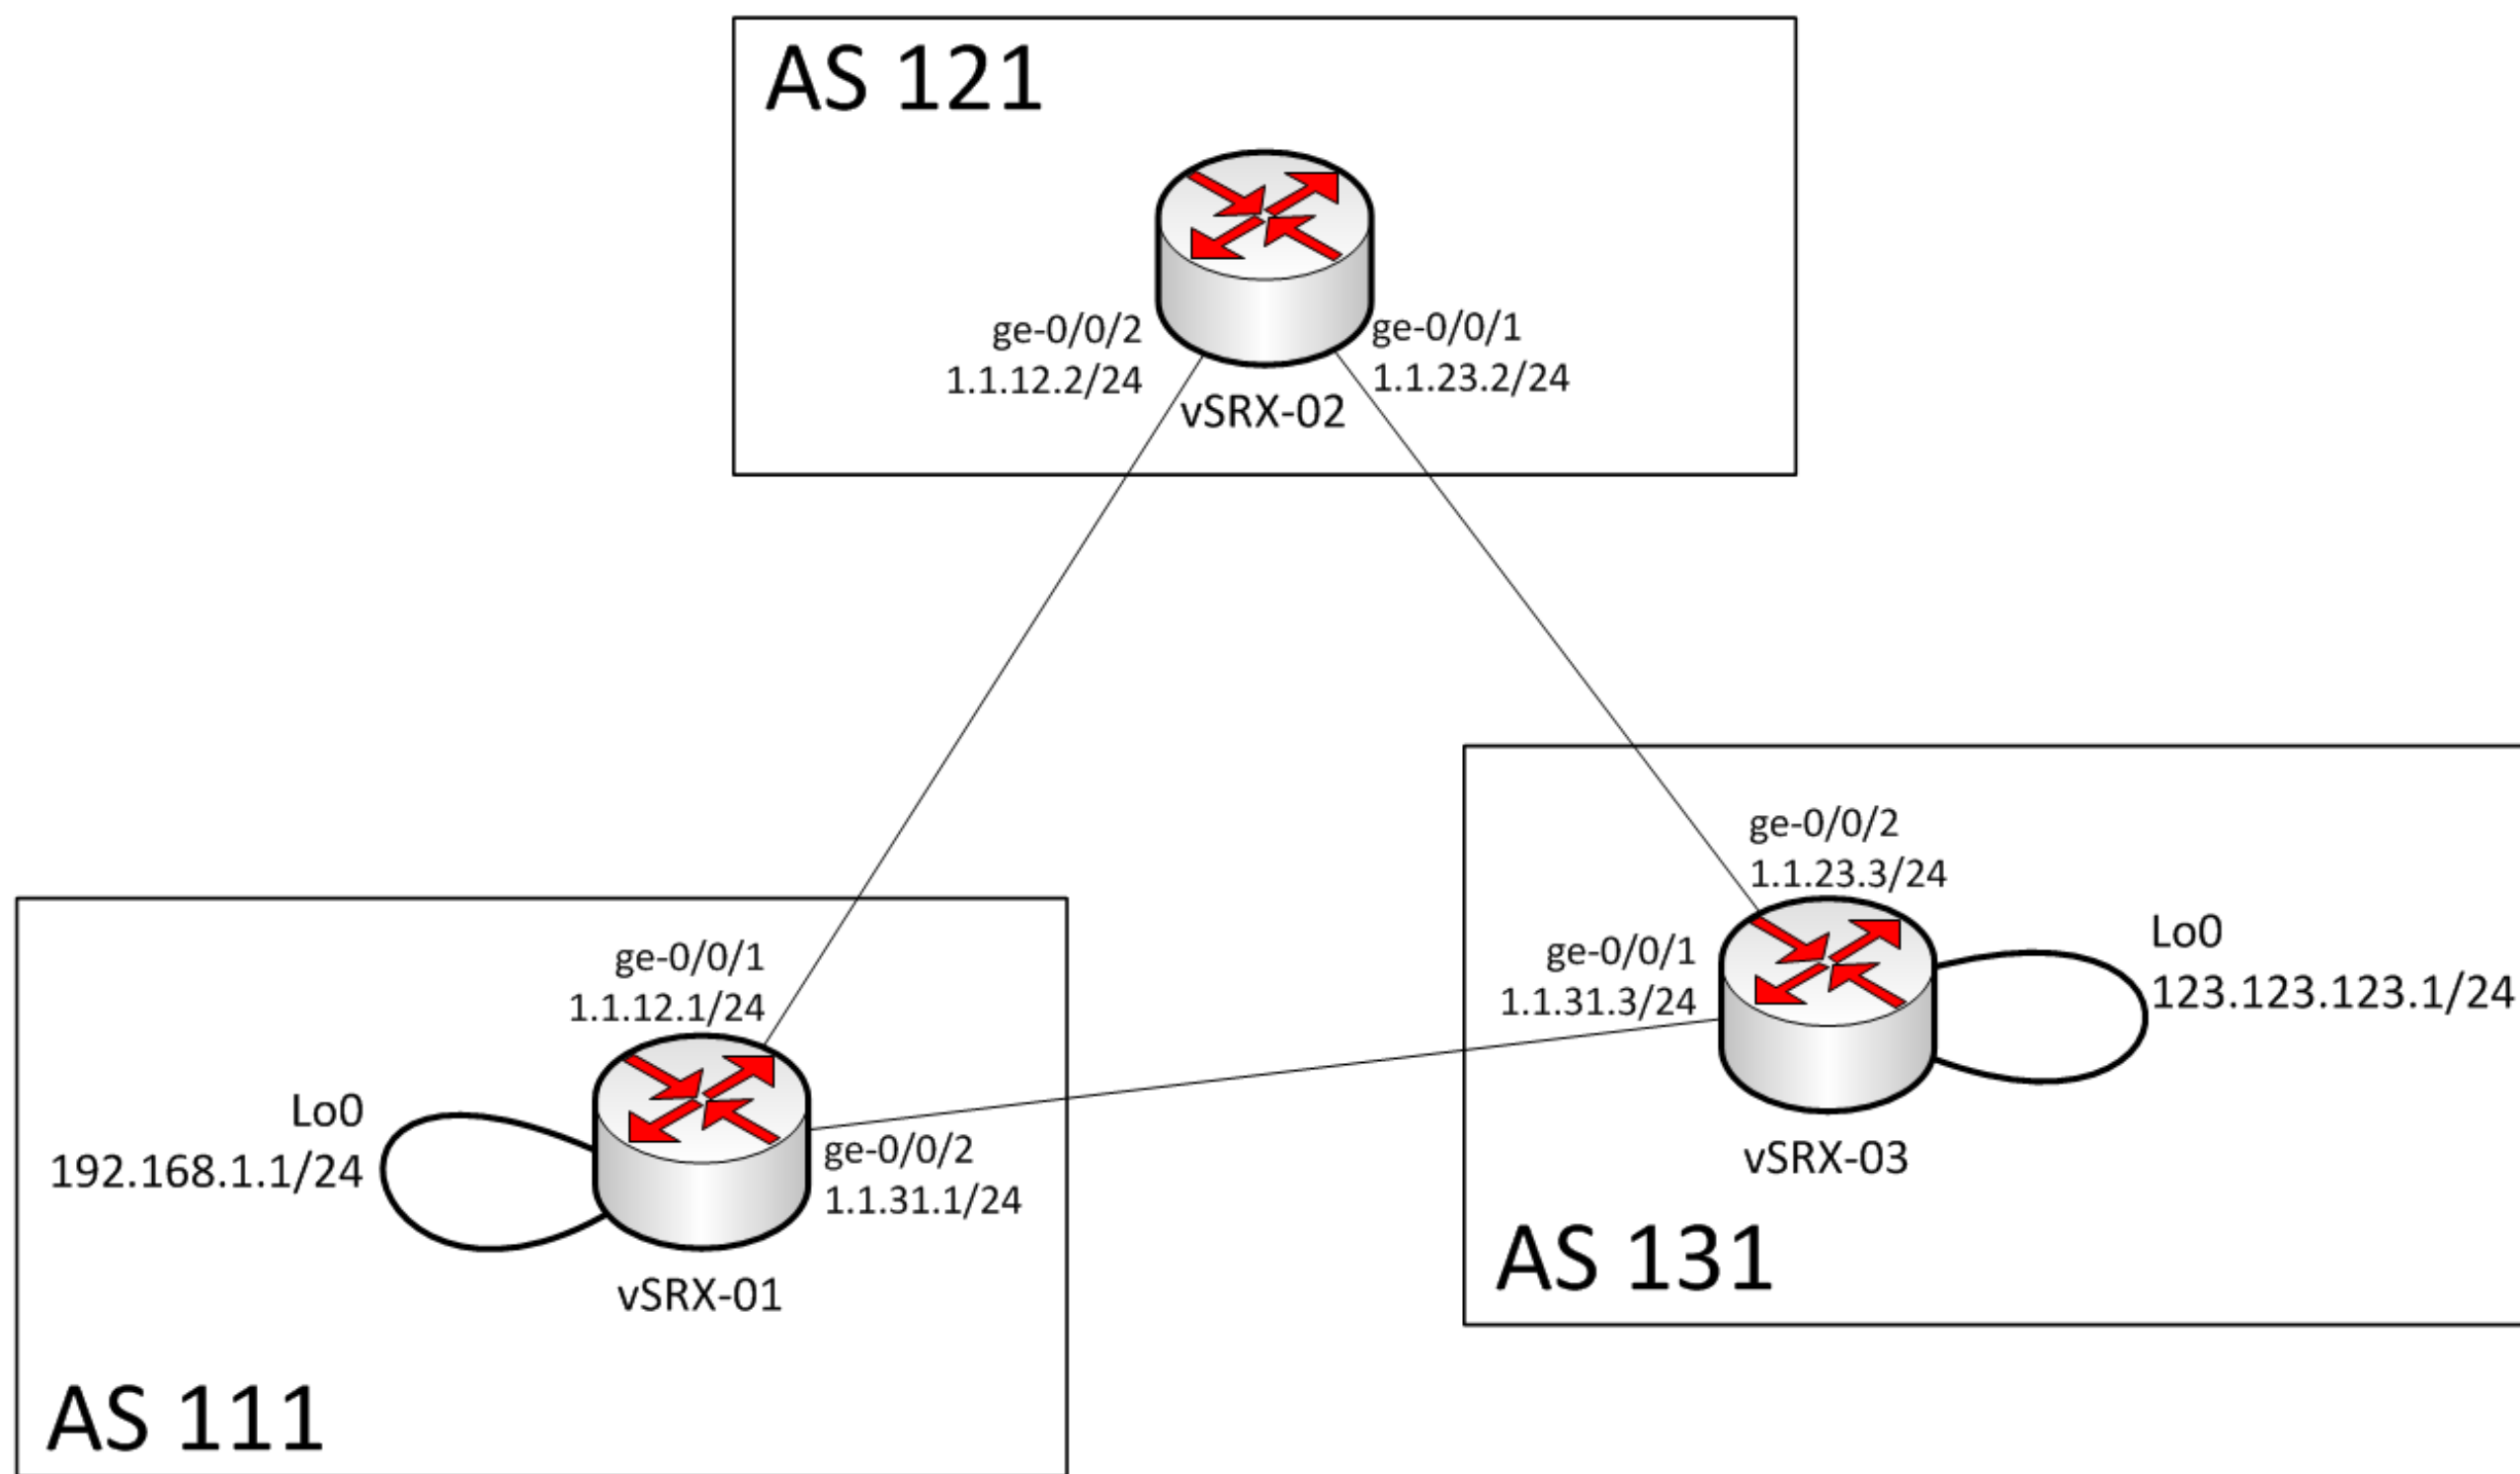 AS 121
ge-0/0/2
1.1.12.2/24
ge-0/0/1
1.1.23.2/24
vSRX-02
ge-0/0/2
1.1.23.3/24
ge-0/0/1
1.1.31.3/24
Lo0
123.123.123.1/24
vSRX-03
AS 131
ge-0/0/1
1.1.12.1/24
Lo0
192.168.1.1/24
ge-0/0/2
1.1.31.1/24
vSRX-01
AS 111